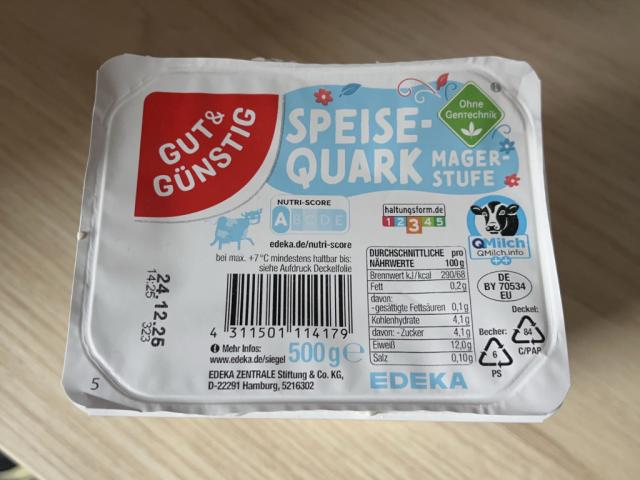 GUT&
GÜNSTIG
SPEISE-
QUARK
MAGER-
STUFE
Ohne
Gentechnik
NUTRI-SCORE
A B C D E
edeka.de/nutri-score
bei max. +7°C mindestens haltbar bis:
siehe Aufdruck Deckelfolie
haltungsform.de
1 2 3 4 5
QMilch
QMilch.info
++
24.12.25
11:25 323
4 311501 114179
Mehr Infos:
www.edeka.de/siegel
500 g e
EDEKA ZENTRALE Stiftung & Co. KG,
D-22291 Hamburg, 5216302
DURCHSCHNITTLICHE NÄHRWERTE pro 100 g
Brennwert kJ/kcal 290/68
Fett 0,2g
davon:
-gesättigte Fettsäuren 0,1g
Kohlenhydrate 4,1g
davon: -Zucker 4,1g
Eiweiß 12,0g
Salz 0,10g
EDEKA
DE
BY 70534
EU
Deckel:
84
C/PAP
Becher:
6
PS
5